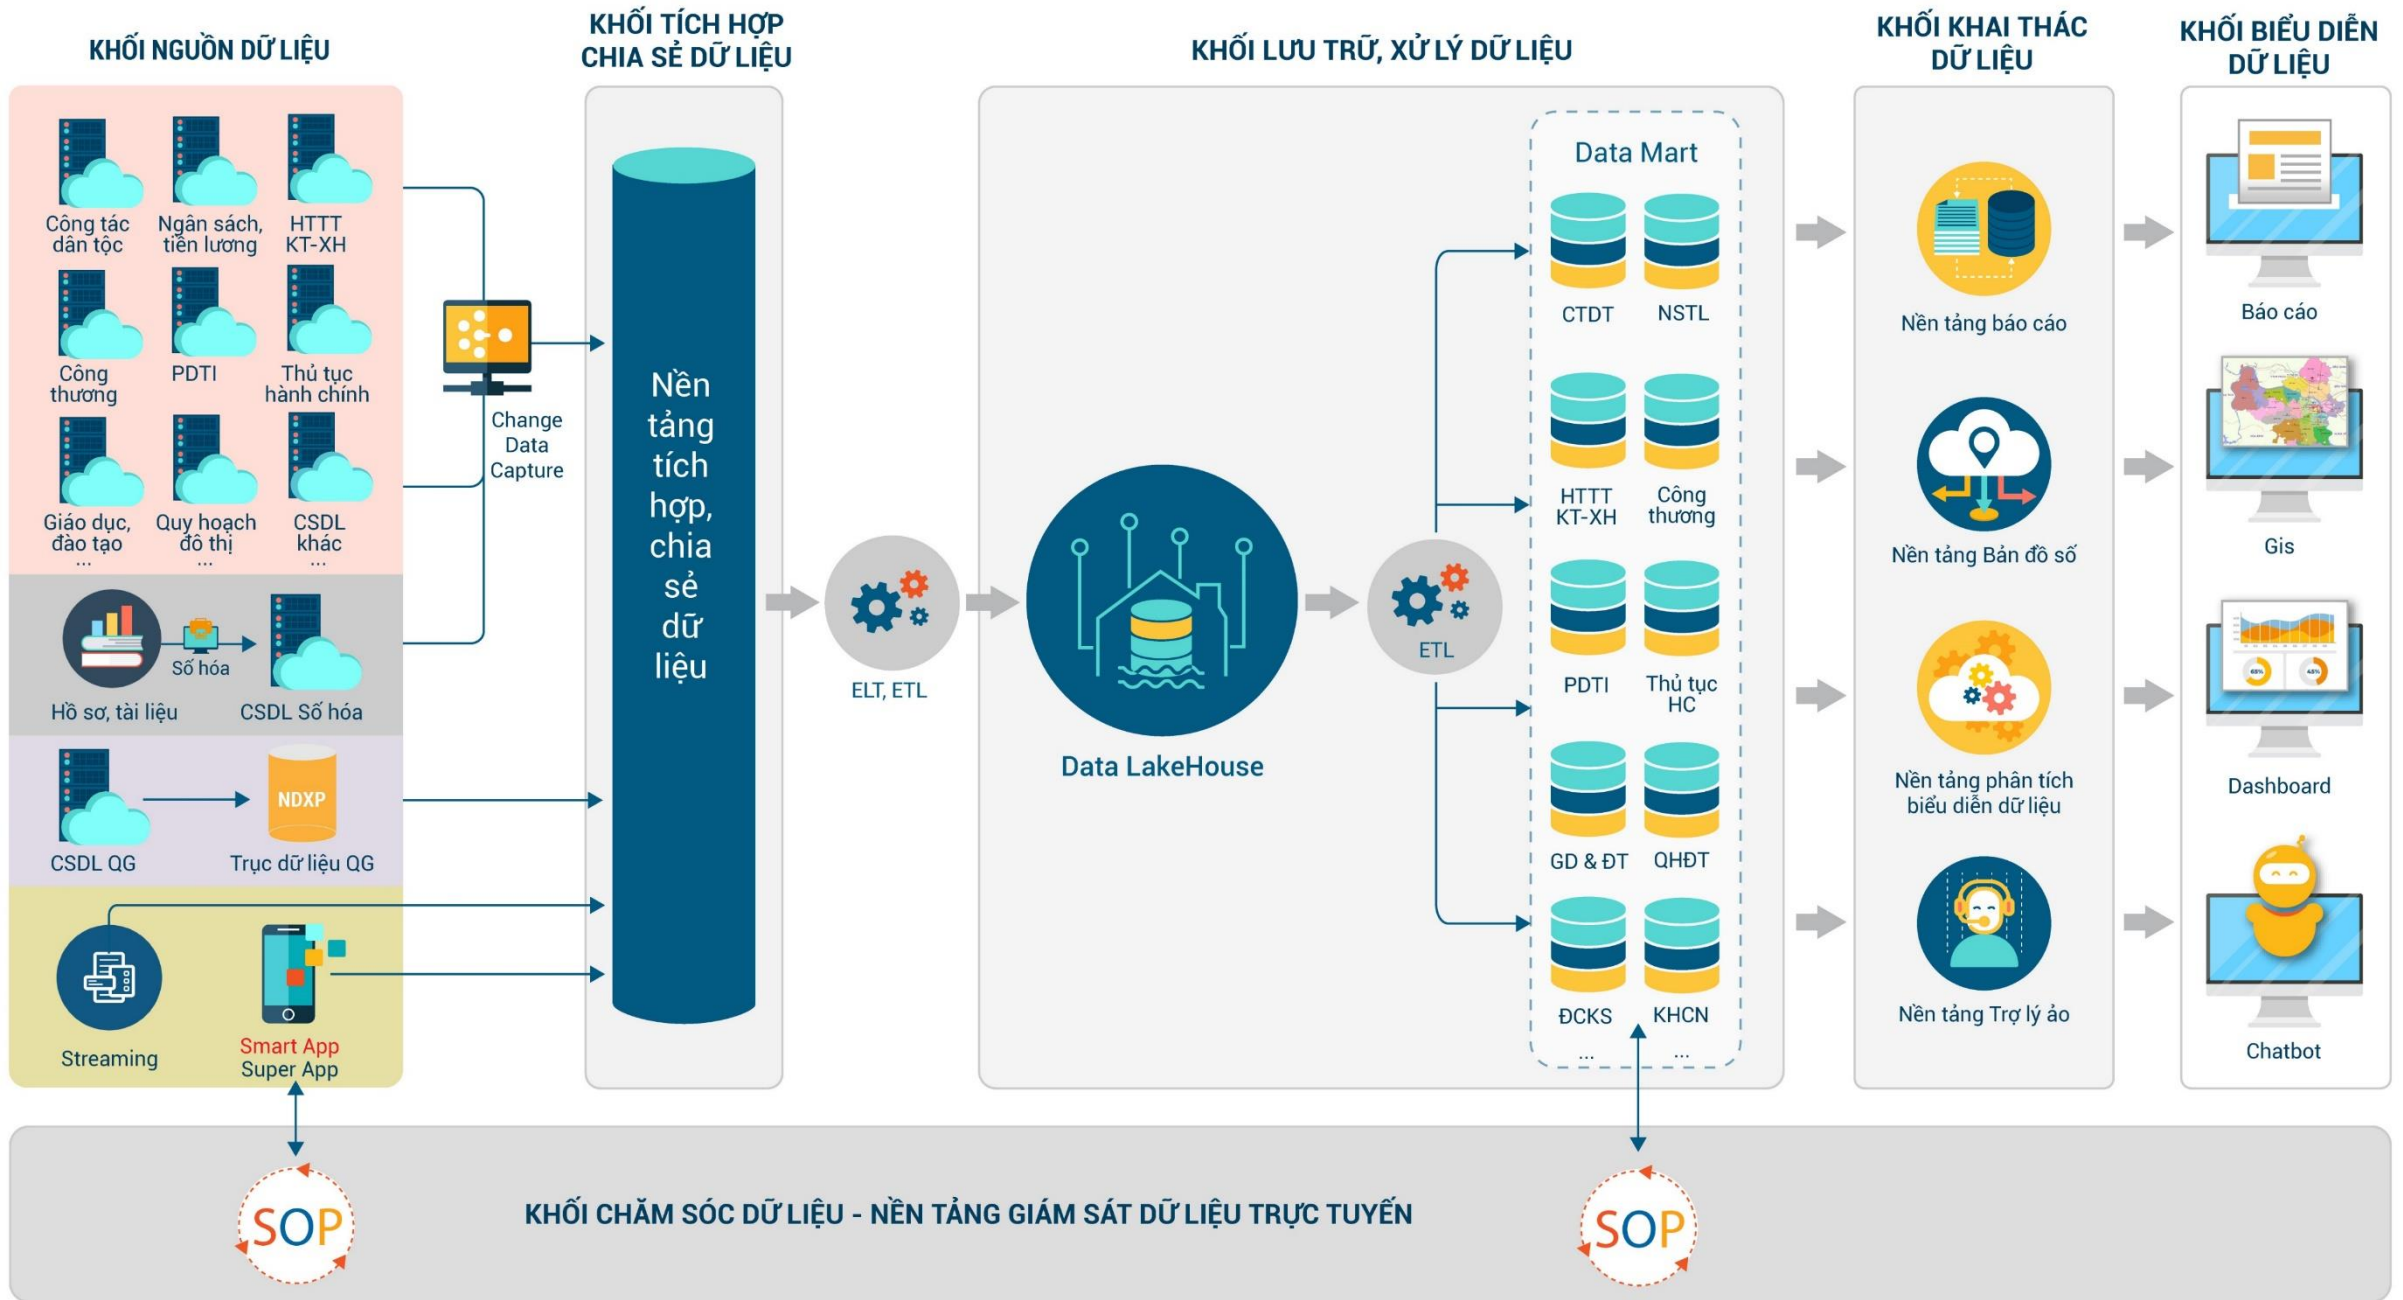 KHỐI NGUỒN DỮ LIỆU
KHỐI TÍCH HỢP
CHIA SẺ DỮ LIỆU
KHỐI LƯU TRỮ, XỬ LÝ DỮ LIỆU
KHỐI KHAI THÁC
DỮ LIỆU
KHỐI BIỂU DIỄN
DỮ LIỆU
Công tác
dân tộc
Ngân sách,
tiền lương
HTTT
KT-XH
Công
thương
PDTI
Thủ tục
hành chính
Giáo dục,
đào tạo
...
Quy hoạch
đô thị
...
CSDL
khác
...
Change
Data
Capture
Hồ sơ, tài liệu
Số hóa
CSDL Số hóa
CSDL QG
NDXP
Trục dữ liệu QG
Streaming
Smart App
Super App
Nền
tảng
tích
hợp,
chia
sẻ
dữ
liệu
ELT, ETL
Data LakeHouse
ETL
Data Mart
CTDT
NSTL
HTTT
KT-XH
Công
thương
PDTI
Thủ tục
HC
GD & ĐT
QHĐT
ĐCKS
KHCN
...
...
Nền tảng báo cáo
Nền tảng Bản đồ số
Nền tảng phân tích
biểu diễn dữ liệu
Nền tảng Trợ lý ảo
Báo cáo
Gis
Dashboard
Chatbot
SOP
KHỐI CHĂM SÓC DỮ LIỆU - NỀN TẢNG GIÁM SÁT DỮ LIỆU TRỰC TUYẾN
SOP